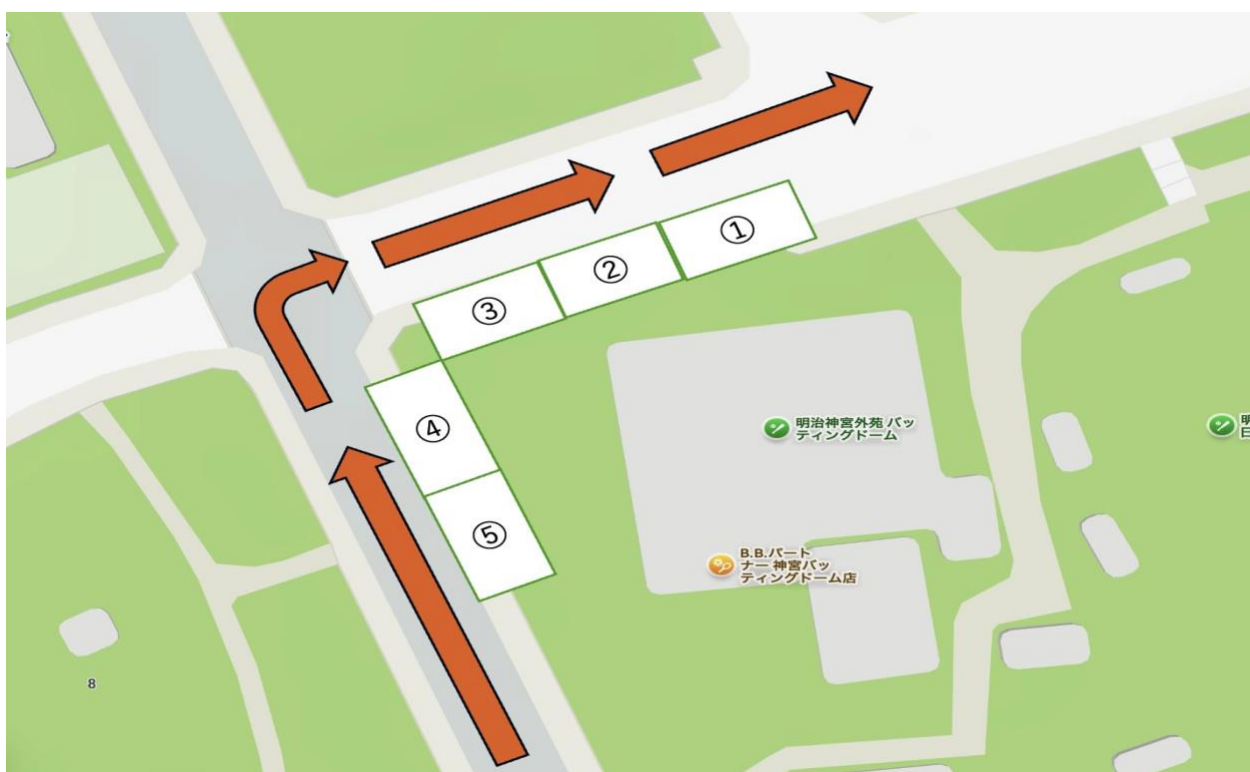 ①
②
③
④
⑤
明治神宮外苑 バッ
ティングドーム
B.B.パート
ナー 神宮バッ
ティングドーム店
明
日
8